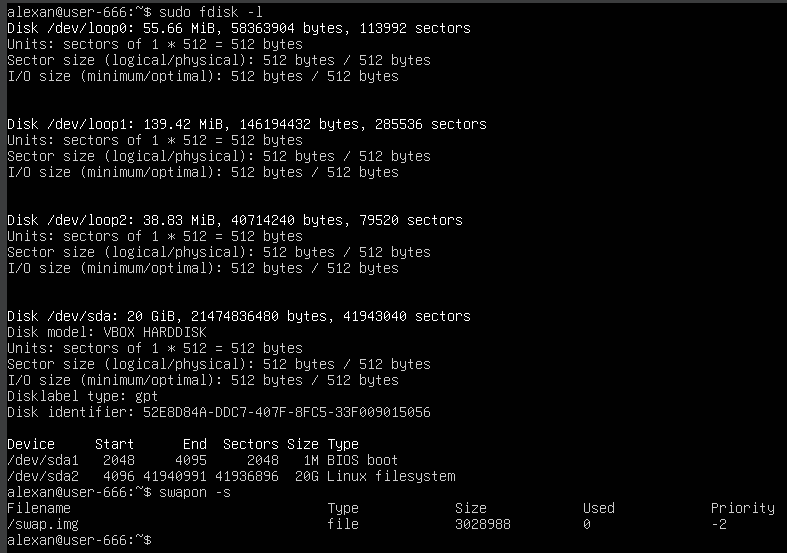 alexan@user-666:~$ sudo fdisk -l
Disk /dev/loop0: 55.66 MiB, 58363904 bytes, 113992 sectors
Units: sectors of 1 * 512 = 512 bytes
Sector size (logical/physical): 512 bytes / 512 bytes
I/O size (minimum/optimal): 512 bytes / 512 bytes
Disk /dev/loop1: 139.42 MiB, 146194432 bytes, 285536 sectors
Units: sectors of 1 * 512 = 512 bytes
Sector size (logical/physical): 512 bytes / 512 bytes
I/O size (minimum/optimal): 512 bytes / 512 bytes
Disk /dev/loop2: 38.83 MiB, 40714240 bytes, 79520 sectors
Units: sectors of 1 * 512 = 512 bytes
Sector size (logical/physical): 512 bytes / 512 bytes
I/O size (minimum/optimal): 512 bytes / 512 bytes
Disk /dev/sda: 20 GiB, 21474836480 bytes, 41943040 sectors
Disk model: VBOX HARDDISK
Units: sectors of 1 * 512 = 512 bytes
Sector size (logical/physical): 512 bytes / 512 bytes
I/O size (minimum/optimal): 512 bytes / 512 bytes
Disklabel type: gpt
Disk identifier: 52E8D84A-DDC7-407F-8FC5-33F009015056
Device     Start      End  Sectors Size Type
/dev/sda1   2048     4095     2048   1M BIOS boot
/dev/sda2   4096 41940991 41936896  20G Linux filesystem
alexan@user-666:~$ swapon -s
Filename                                Type            Size            Used            Priority
/swap.img                               file            3028988         0               -2
alexan@user-666:~$